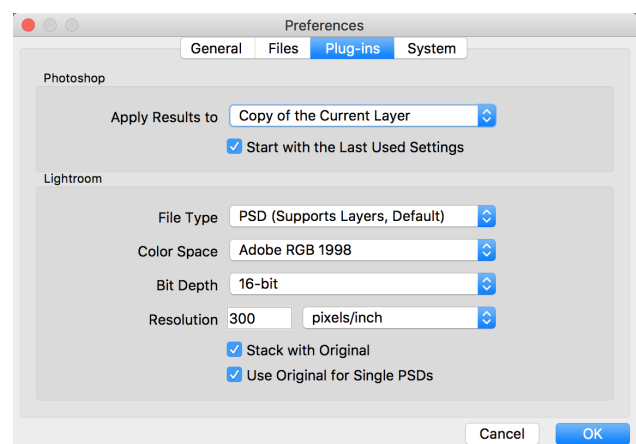 Preferences
General Files Plug-ins System
Photoshop
Apply Results to Copy of the Current Layer
Start with the Last Used Settings
Lightroom
File Type PSD (Supports Layers, Default)
Color Space Adobe RGB 1998
Bit Depth 16-bit
Resolution 300 pixels/inch
Stack with Original
Use Original for Single PSDs
Cancel OK